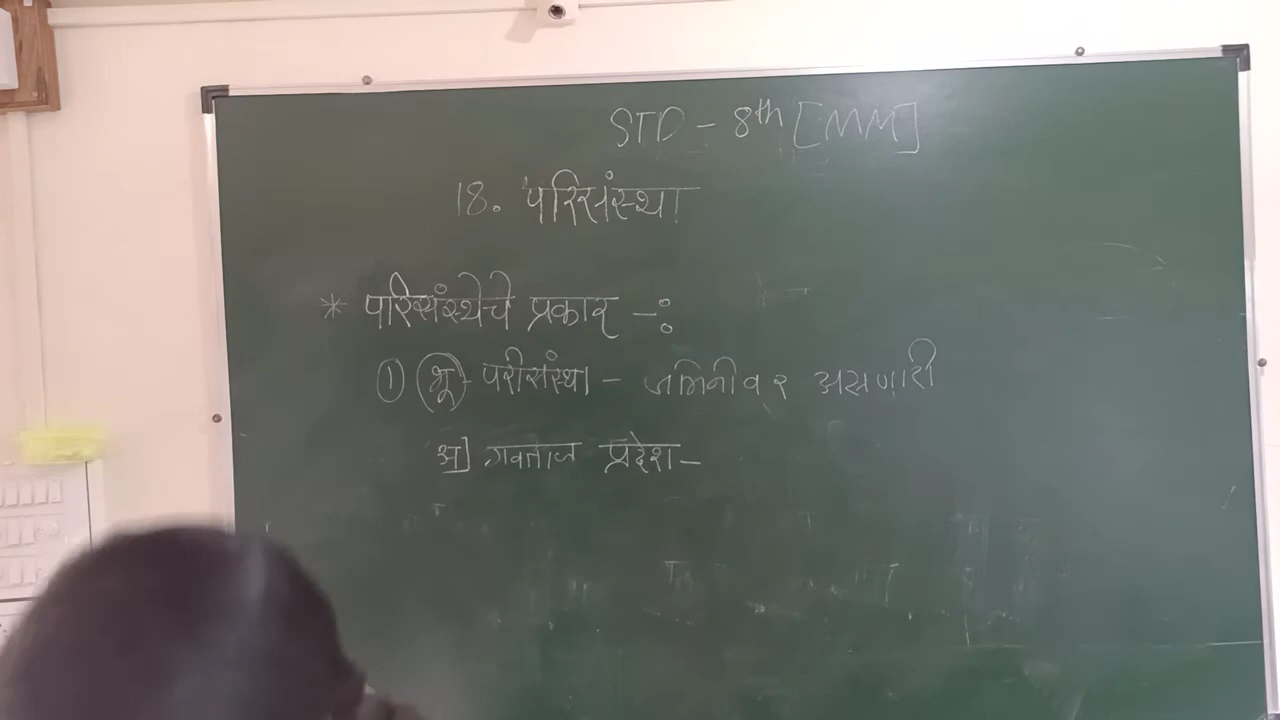 STD - 8th [MM]
18. परिसंस्था
* परिसंस्थेचे प्रकार -:
① (भू)- परीसंस्था - जमिनीवर असणारी
अ] गवताळ प्रदेश -